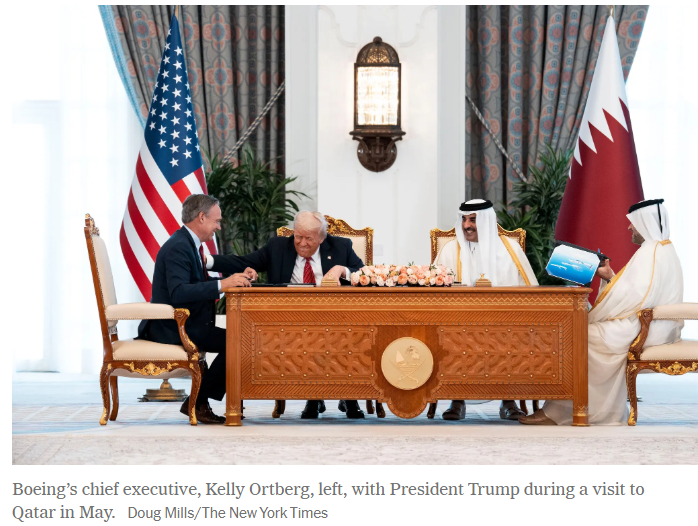 Boeing’s chief executive, Kelly Ortberg, left, with President Trump during a visit to
Qatar in May. Doug Mills/The New York Times